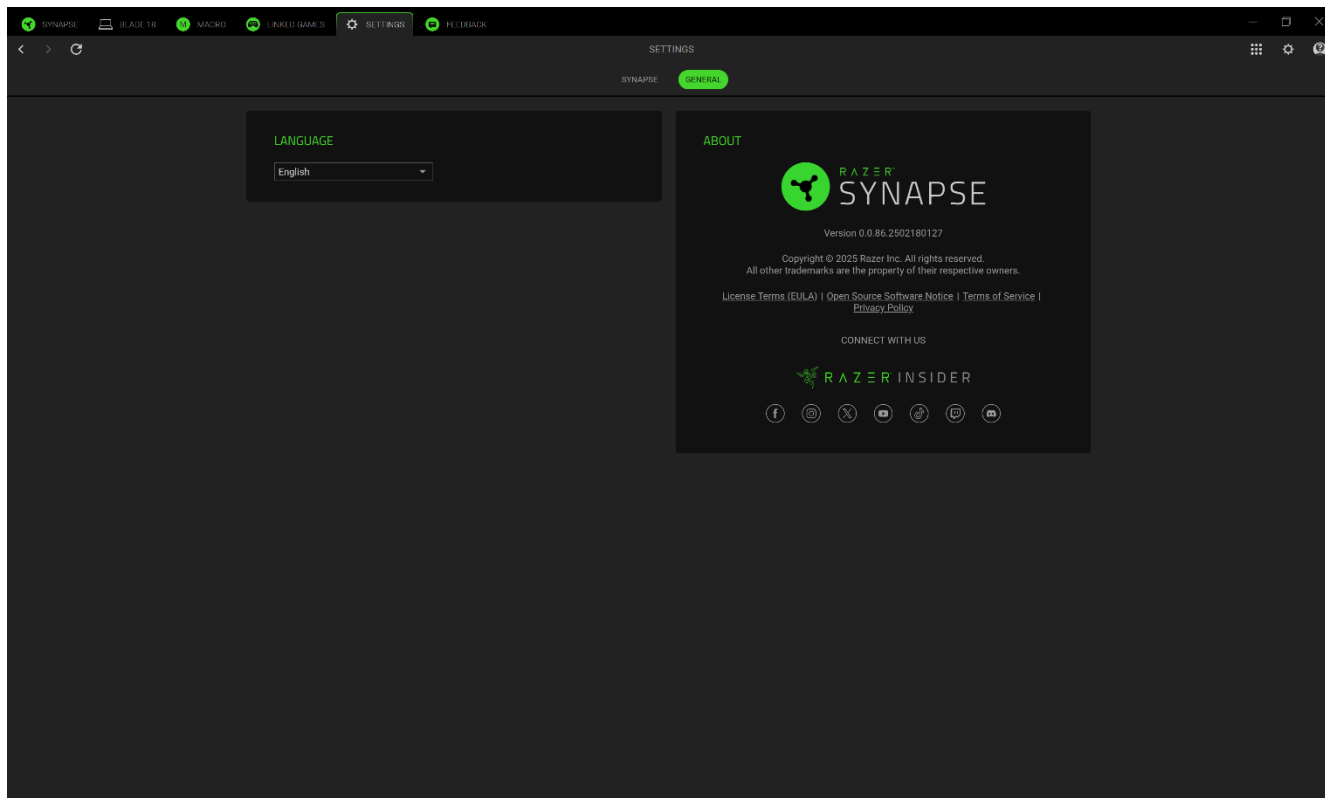 SYNAPSE BLADE 18 MACRO LINKED GAMES SETTINGS FEEDBACK
SETTINGS
SYNAPSE GENERAL
LANGUAGE
English
ABOUT
RAZER
SYNAPSE
Version 0.0.86.2502180127
Copyright © 2025 Razer Inc. All rights reserved.
All other trademarks are the property of their respective owners.
License Terms (EULA) | Open Source Software Notice | Terms of Service |
Privacy Policy
CONNECT WITH US
RAZER INSIDER